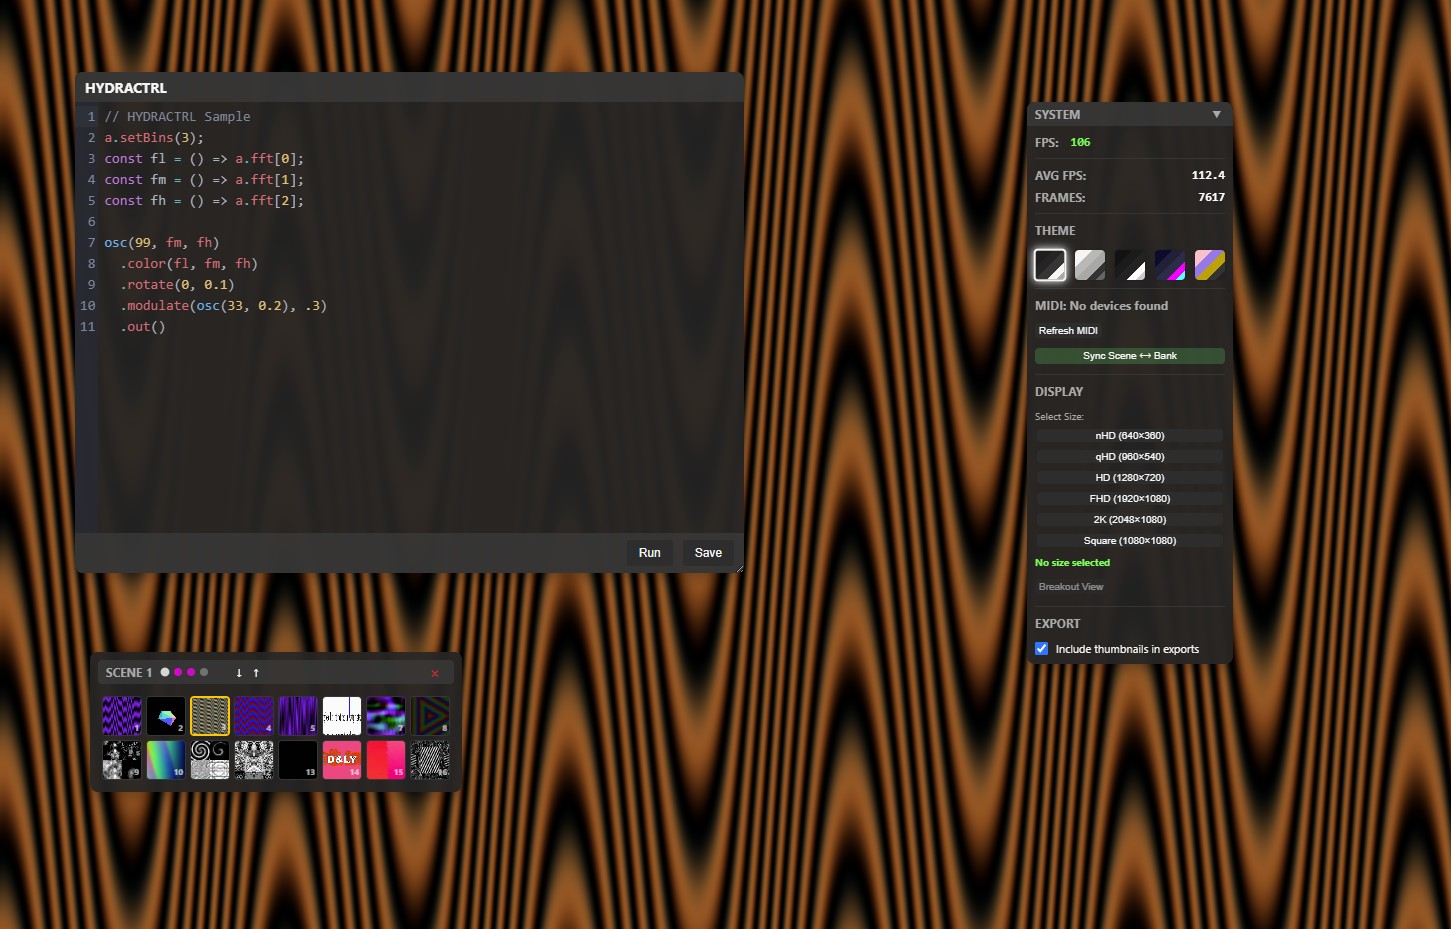 HYDRACTRL
1 // HYDRACTRL Sample
2 a.setBins(3);
3 const fl = () => a.fft[0];
4 const fm = () => a.fft[1];
5 const fh = () => a.fft[2];
6
7 osc(99, fm, fh)
8 .color(fl, fm, fh)
9 .rotate(0, 0.1)
10 .modulate(osc(33, 0.2), .3)
11 .out()
Run Save
SCENE 1 ↓ ↑ ×
1 2 3 4 5 7 8
9 10 12 13 14 15 16
D&LY
SYSTEM ▼
FPS: 106
AVG FPS: 112.4
FRAMES: 7617
THEME
MIDI: No devices found
Refresh MIDI
Sync Scene ↔ Bank
DISPLAY
Select Size:
nHD (640×360)
qHD (960×540)
HD (1280×720)
FHD (1920×1080)
2K (2048×1080)
Square (1080×1080)
No size selected
Breakout View
EXPORT
Include thumbnails in exports